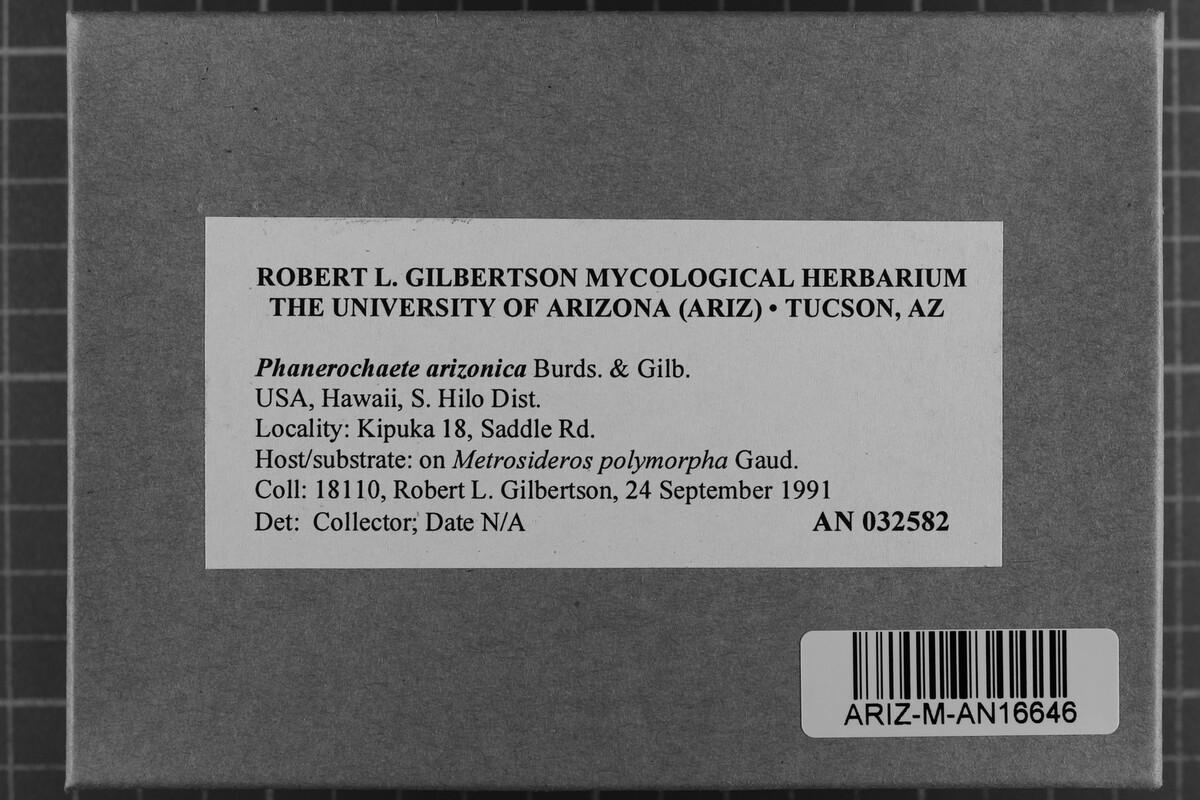 ROBERT L. GILBERTSON MYCOLOGICAL HERBARIUM
THE UNIVERSITY OF ARIZONA (ARIZ) • TUCSON, AZ
Phanerochaete arizonica Burds. & Gilb.
USA, Hawaii, S. Hilo Dist.
Locality: Kipuka 18, Saddle Rd.
Host/substrate: on Metrosideros polymorpha Gaud.
Coll: 18110, Robert L. Gilbertson, 24 September 1991
Det: Collector; Date N/A AN 032582
ARIZ-M-AN16646